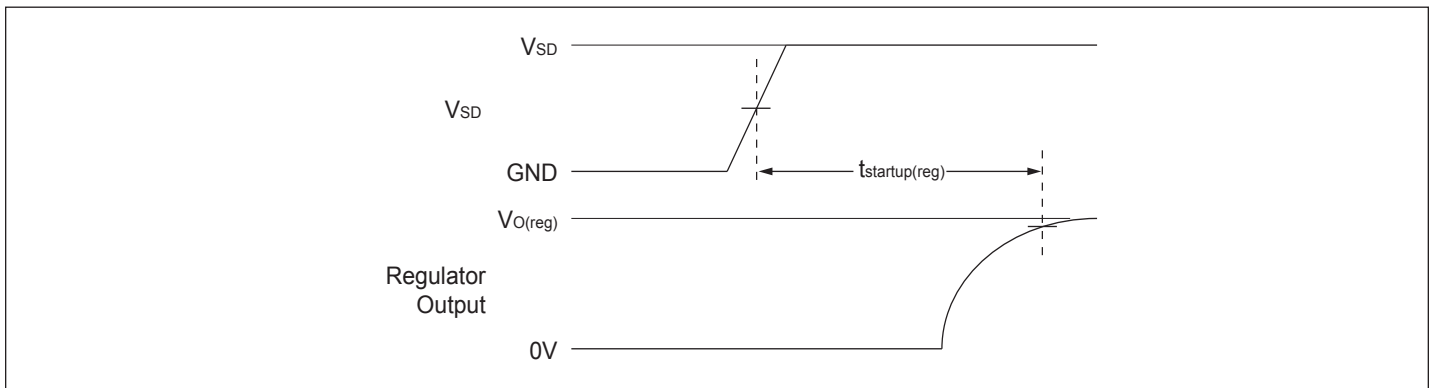 VSD
VSD
GND
tstartup(reg)
VO(reg)
Regulator
Output
0V